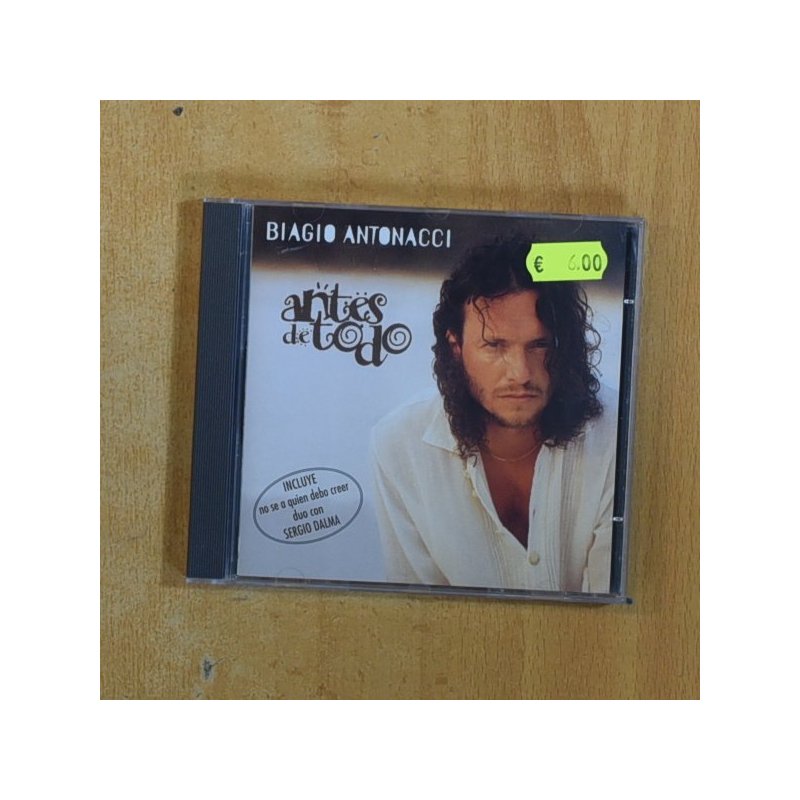 BIAGIO ANTONACCI
€ 6.00
antes
de todo
INCLUYE
no se a quien debo creer
duo con
SERGIO DALMA